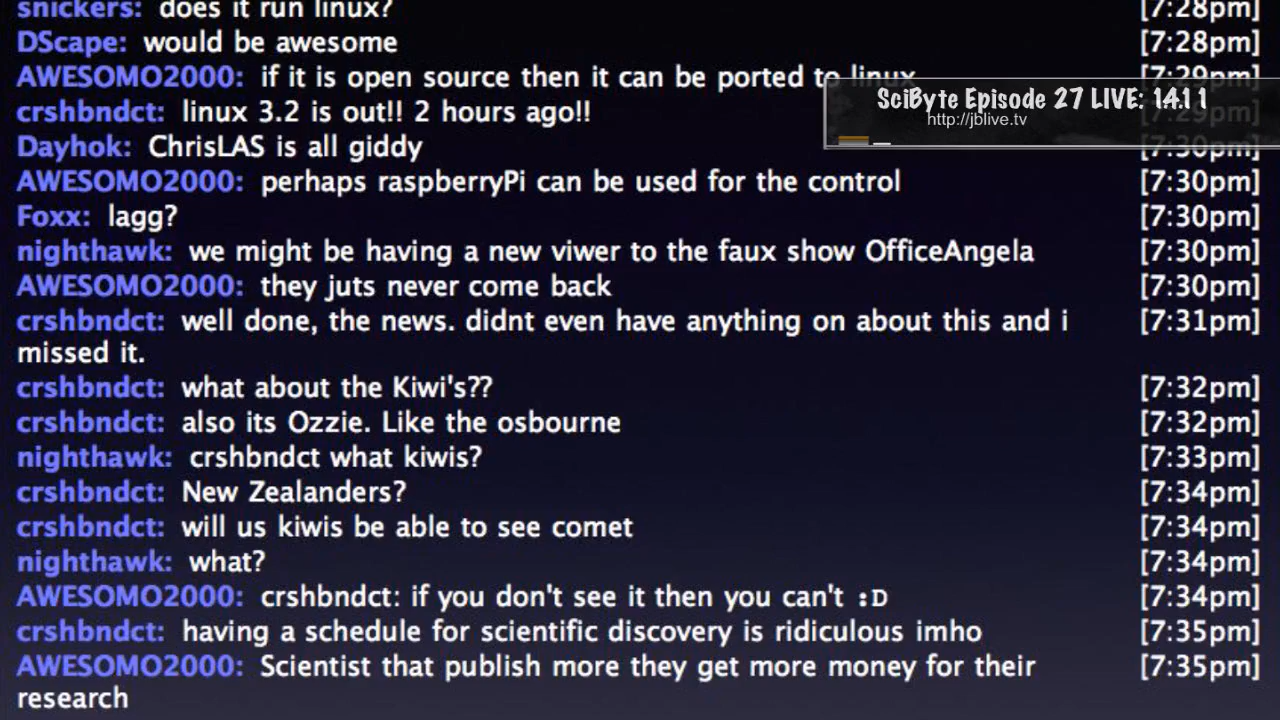 snickers: does it run linux? [7:28pm]
DScape: would be awesome [7:28pm]
AWESOMO2000: if it is open source then it can be ported to linux [7:29pm]
SciByte Episode 27 LIVE: 14:11
http://jblive.tv
crshbndct: linux 3.2 is out!! 2 hours ago!! [7:29pm]
Dayhok: ChrisLAS is all giddy [7:30pm]
AWESOMO2000: perhaps raspberryPi can be used for the control [7:30pm]
Foxx: lagg? [7:30pm]
nighthawk: we might be having a new viwer to the faux show OfficeAngela [7:30pm]
AWESOMO2000: they juts never come back [7:30pm]
crshbndct: well done, the news. didnt even have anything on about this and i [7:31pm]
missed it.
crshbndct: what about the Kiwi's?? [7:32pm]
crshbndct: also its Ozzie. Like the osbourne [7:32pm]
nighthawk: crshbndct what kiwis? [7:33pm]
crshbndct: New Zealanders? [7:34pm]
crshbndct: will us kiwis be able to see comet [7:34pm]
nighthawk: what? [7:34pm]
AWESOMO2000: crshbndct: if you don't see it then you can't :D [7:34pm]
crshbndct: having a schedule for scientific discovery is ridiculous imho [7:35pm]
AWESOMO2000: Scientist that publish more they get more money for their [7:35pm]
research